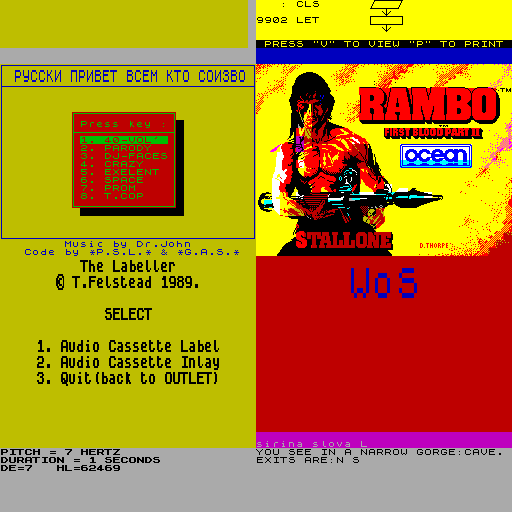 : CLS
9902 LET
PRESS "V" TO VIEW "P" TO PRINT
РУССКИ ПРИВЕТ ВСЕМ КТО СОИЗВО
Press Key :
1. 40-VOL'
2. PARODY
3. DJ-FACES
4. CRAZY
5. EXELENT
6. SPACE
7. PROM
8. T.COP
Music by Dr.John
Code by *P.S.L.* & *G.A.S.*
RAMBO™
FIRST BLOOD PART II
ocean
STALLONE
D.THORPE
The Labeller
© T.Felstead 1989.
SELECT
1. Audio Cassette Label
2. Audio Cassette Inlay
3. Quit(back to OUTLET)
WoS
sirina slova L
PITCH = 7 HERTZ
DURATION = 1 SECONDS
DE=7 HL=62469
YOU SEE IN A NARROW GORGE:CAVE.
EXITS ARE:N S